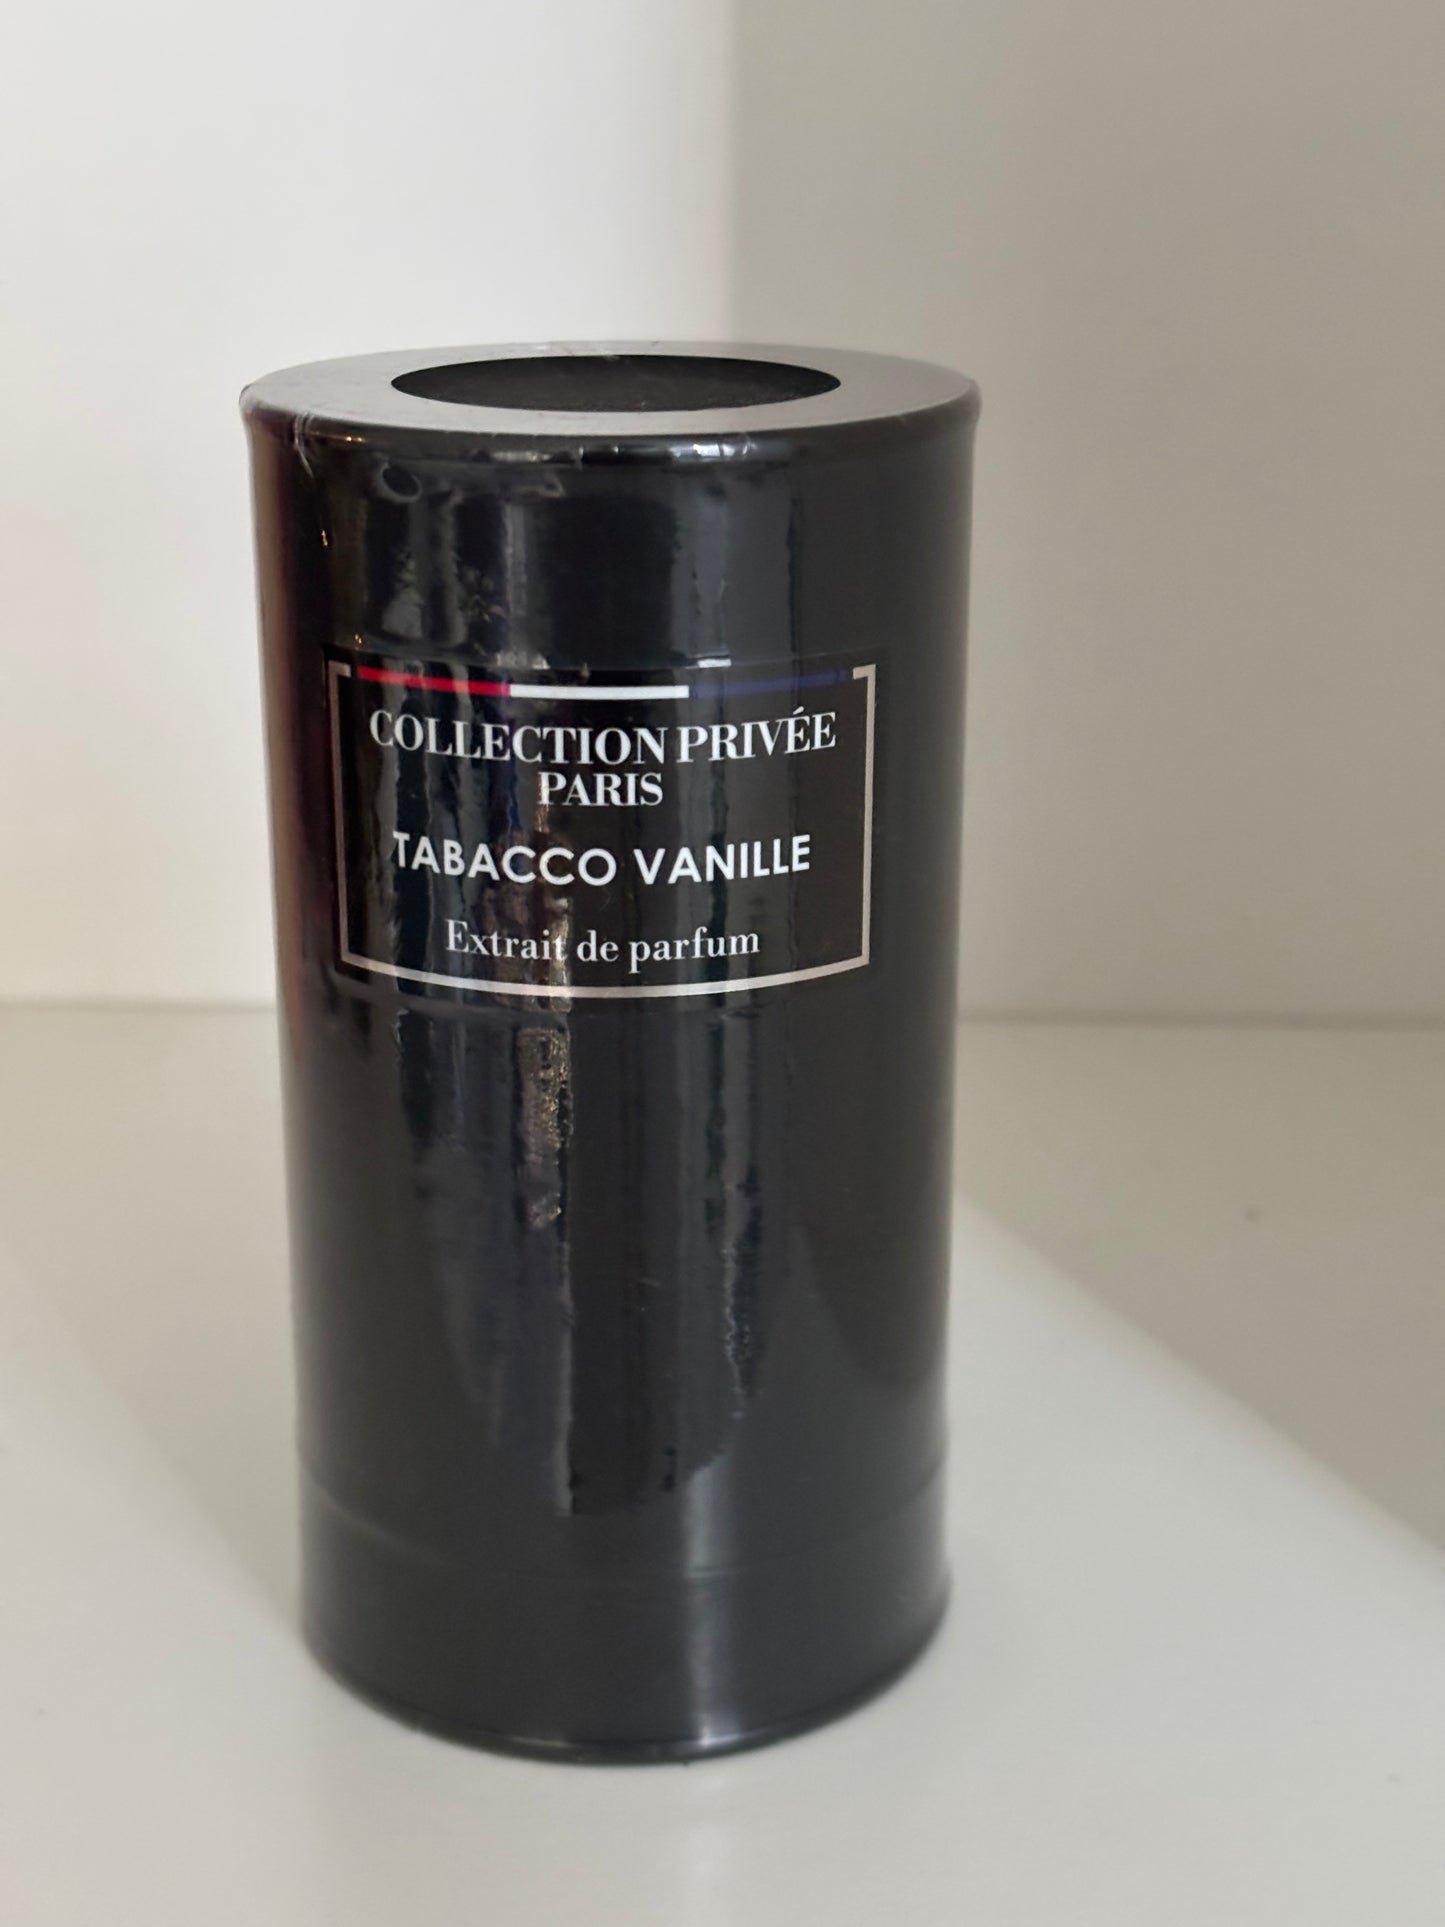 COLLECTION PRIVÉE
PARIS
TABACCO VANILLE
Extrait de parfum